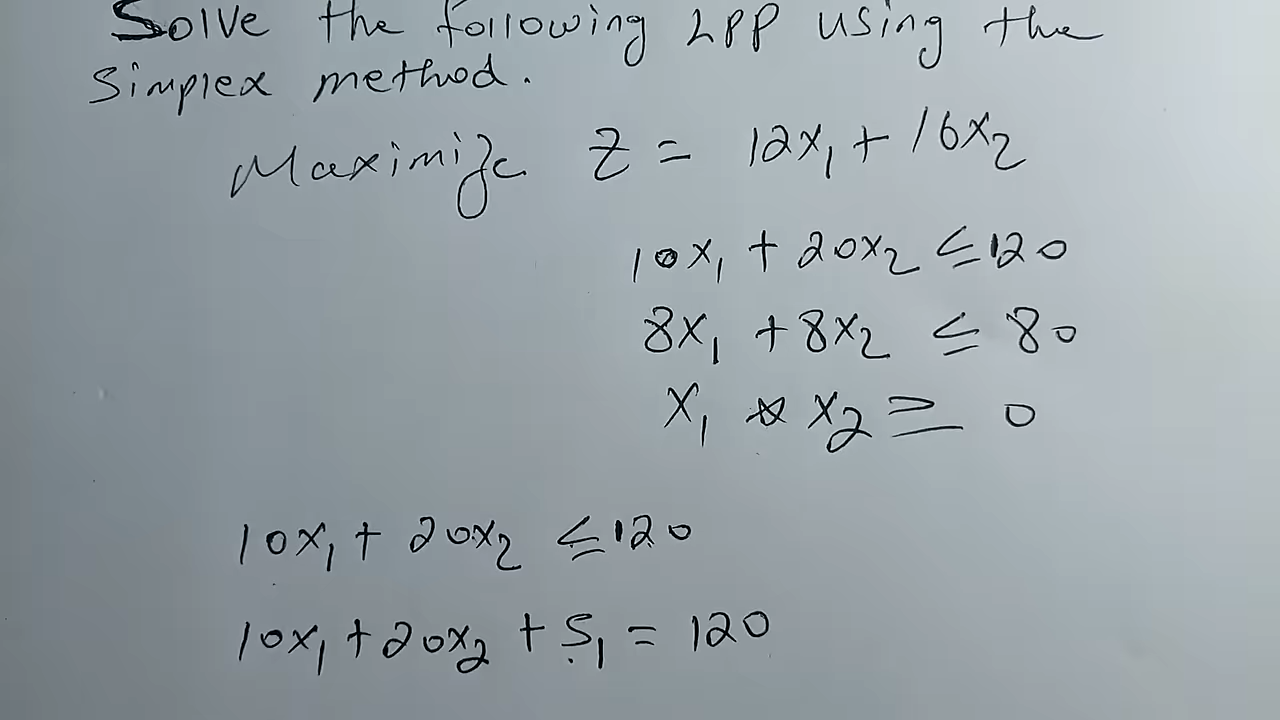 Solve the following LPP using the
simplex method.
Maximize Z = 12x₁ + 16x₂
10x₁ + 20x₂ ≤ 120
8x₁ + 8x₂ ≤ 80
x₁ & x₂ ≥ 0
10x₁ + 20x₂ ≤ 120
10x₁ + 20x₂ + S₁ = 120